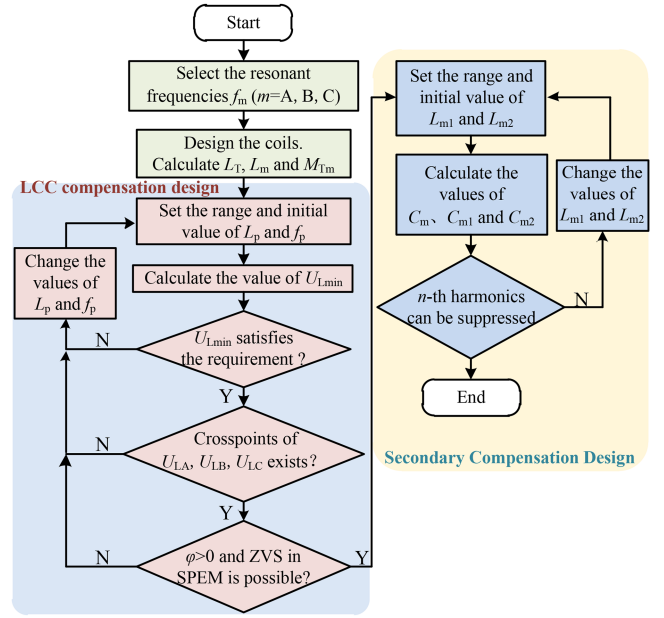 Start
Select the resonant
frequencies fm (m=A, B, C)
Design the coils.
Calculate LT, Lm and MTm
LCC compensation design
Set the range and initial
value of Lp and fp
Change the
values of
Lp and fp
Calculate the value of ULmin
ULmin satisfies
the requirement ?
N
Y
Crosspoints of
ULA, ULB, ULC exists?
N
Y
φ>0 and ZVS in
SPEM is possible?
N
Y
Set the range and
initial value of
Lm1 and Lm2
Calculate the
values of
Cm、Cm1 and Cm2
Change the
values of
Lm1 and Lm2
n-th harmonics
can be suppressed
N
End
Secondary Compensation Design